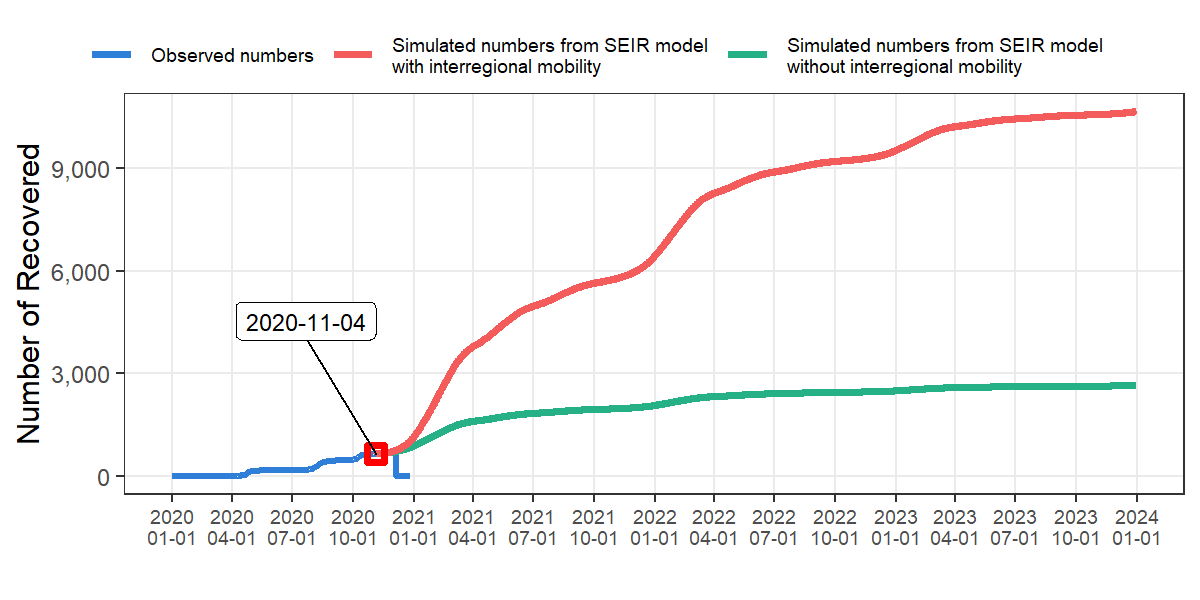 Observed numbers
Simulated numbers from SEIR model
with interregional mobility
Simulated numbers from SEIR model
without interregional mobility
Number of Recovered
9,000
6,000
3,000
0
2020-11-04
2020 2020 2020 2020 2021 2021 2021 2021 2022 2022 2022 2022 2023 2023 2023 2023 2024
01-01 04-01 07-01 10-01 01-01 04-01 07-01 10-01 01-01 04-01 07-01 10-01 01-01 04-01 07-01 10-01 01-01